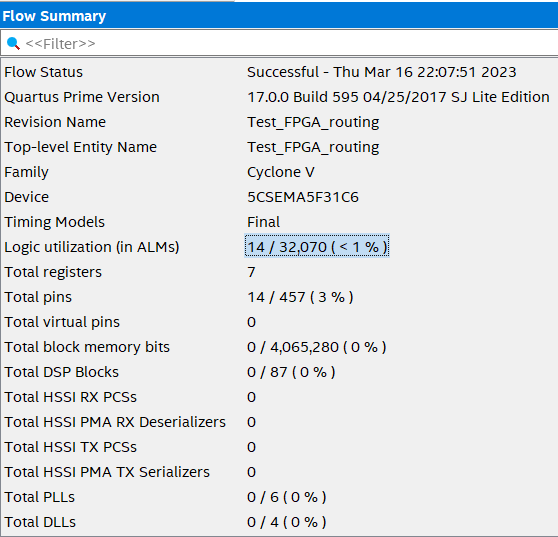 Flow Summary
<<Filter>>
Flow Status Successful - Thu Mar 16 22:07:51 2023
Quartus Prime Version 17.0.0 Build 595 04/25/2017 SJ Lite Edition
Revision Name Test_FPGA_routing
Top-level Entity Name Test_FPGA_routing
Family Cyclone V
Device 5CSEMA5F31C6
Timing Models Final
Logic utilization (in ALMs) 14 / 32,070 ( < 1 % )
Total registers 7
Total pins 14 / 457 ( 3 % )
Total virtual pins 0
Total block memory bits 0 / 4,065,280 ( 0 % )
Total DSP Blocks 0 / 87 ( 0 % )
Total HSSI RX PCSs 0
Total HSSI PMA RX Deserializers 0
Total HSSI TX PCSs 0
Total HSSI PMA TX Serializers 0
Total PLLs 0 / 6 ( 0 % )
Total DLLs 0 / 4 ( 0 % )